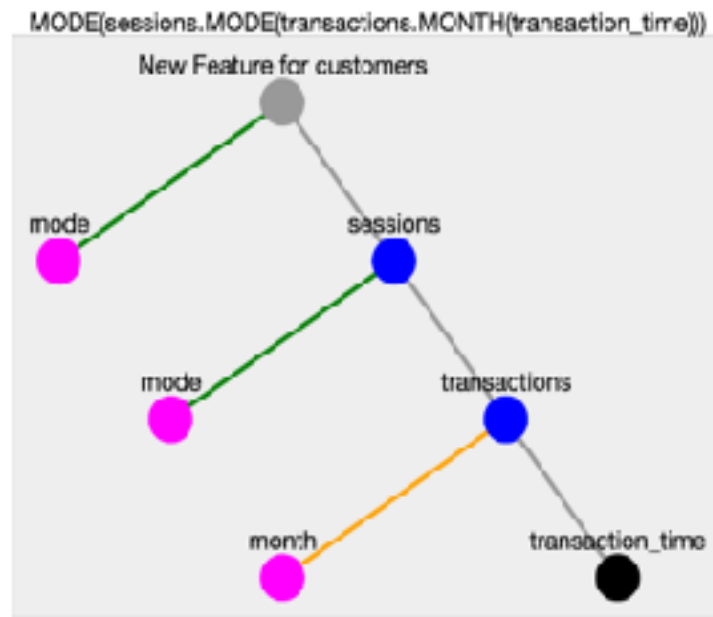 MODE(sessions.MODE(transactions.MONTH(transaction_time)))
New Feature for customers
mode
sessions
mode
transactions
month
transaction_time